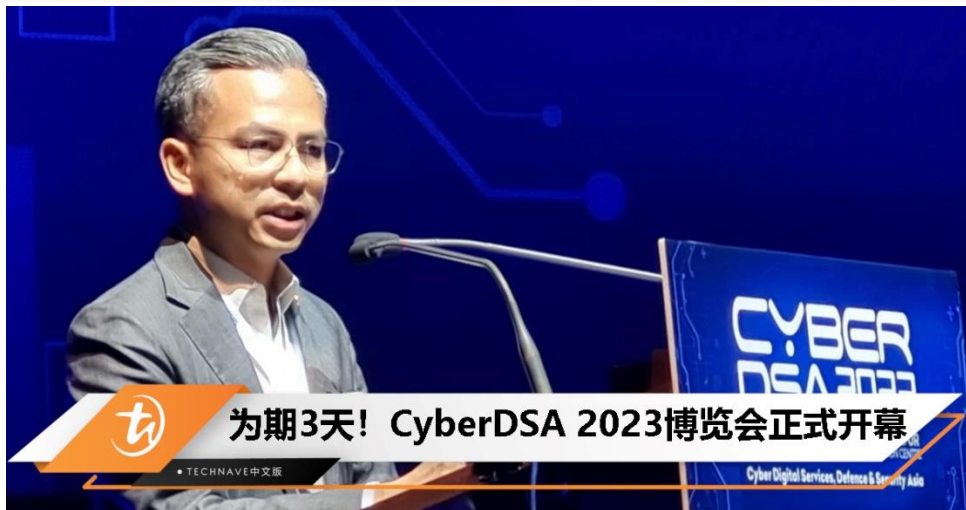 CYBER
DSA 2023
为期3天！CyberDSA 2023博览会正式开幕
Cyber Digital Services, Defence & Security Asia
• TECHNAVE中文版